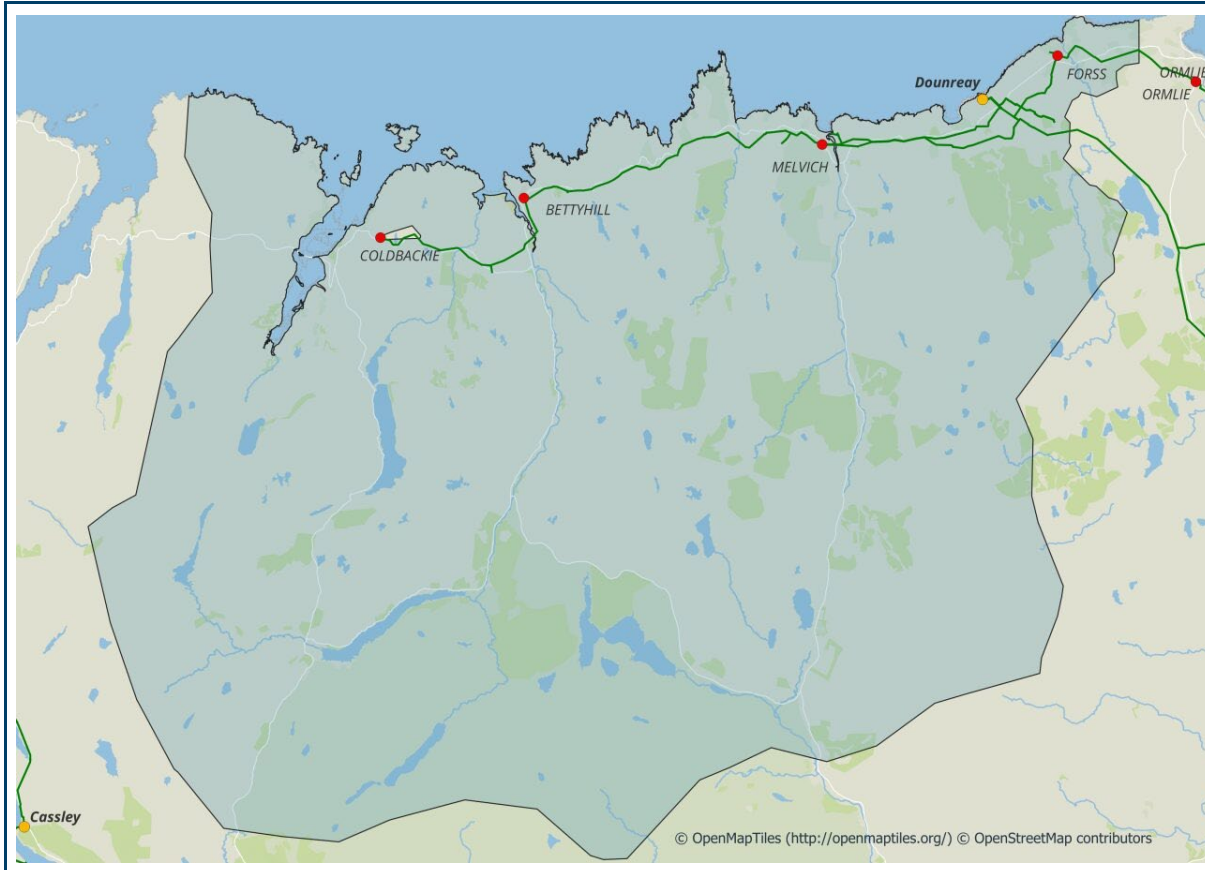 Dounreay
FORSS
ORMLIE
ORMLIE
MELVICH
BETTYHILL
COLDBACKIE
Cassley
© OpenMapTiles (http://openmaptiles.org/) © OpenStreetMap contributors